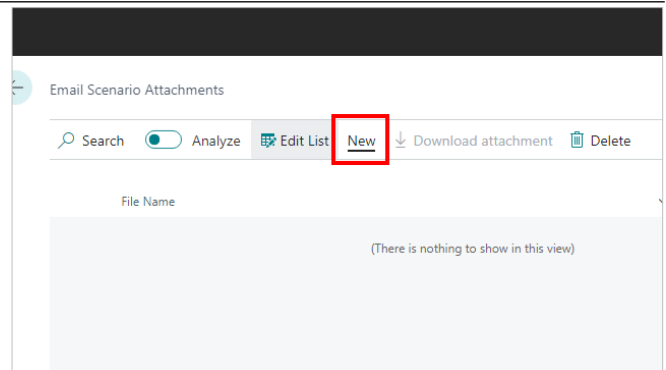 Email Scenario Attachments
Search Analyze Edit List New Download attachment Delete
File Name
(There is nothing to show in this view)